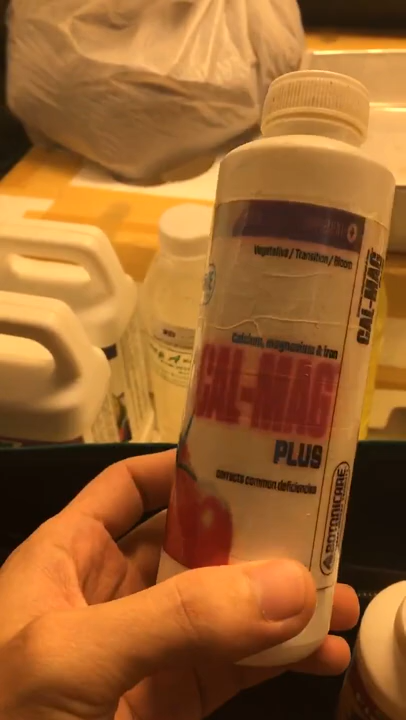 Vegetative / Transition / Bloom
Calcium, magnesium & iron
CAL-MAG
PLUS
corrects common deficiencies
CAL-MAG
BOTANICARE